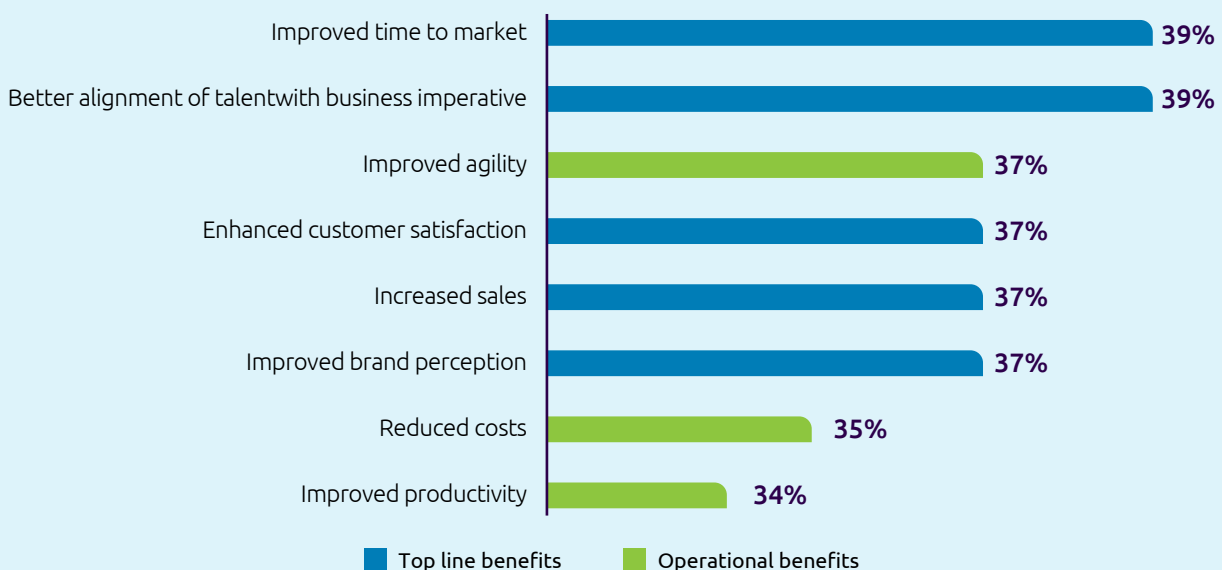 Improved time to market 39%
Better alignment of talentwith business imperative 39%
Improved agility 37%
Enhanced customer satisfaction 37%
Increased sales 37%
Improved brand perception 37%
Reduced costs 35%
Improved productivity 34%
Top line benefits Operational benefits